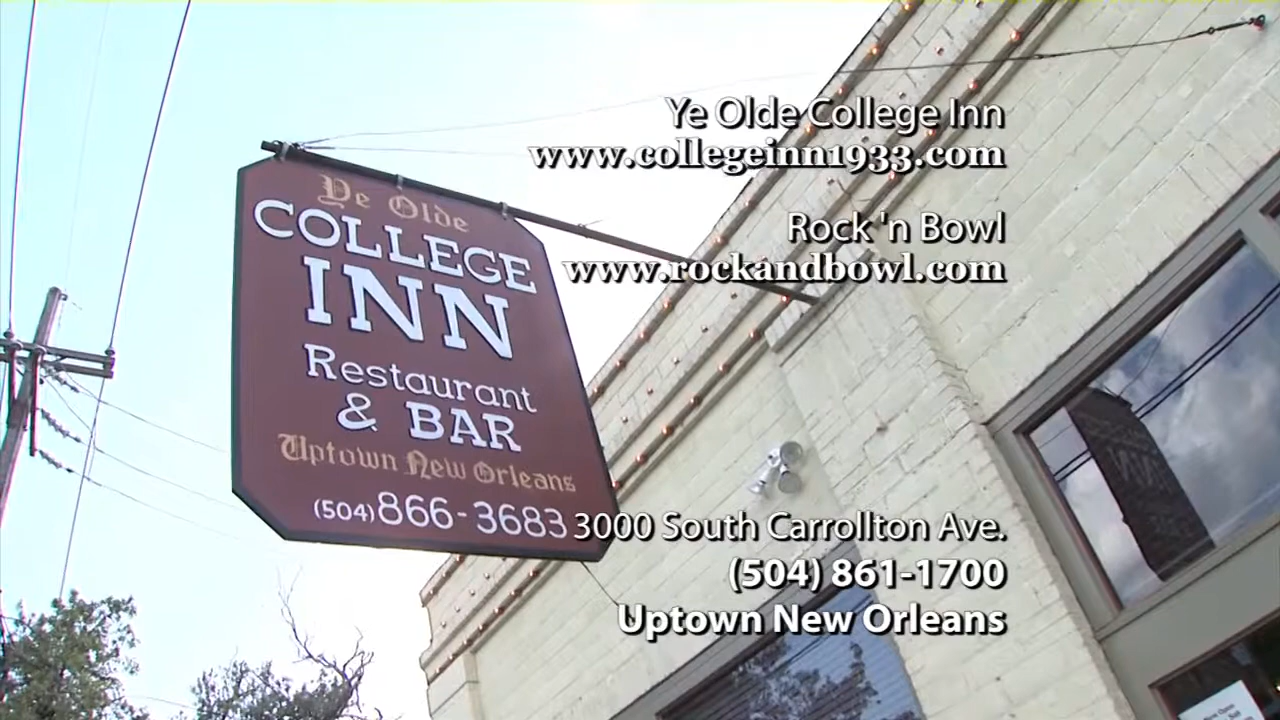 Ye Olde
COLLEGE
INN
Restaurant
& BAR
Uptown New Orleans
(504) 866-3683
Ye Olde College Inn
www.collegeinn1933.com
Rock 'n Bowl
www.rockandbowl.com
3000 South Carrollton Ave.
(504) 861-1700
Uptown New Orleans